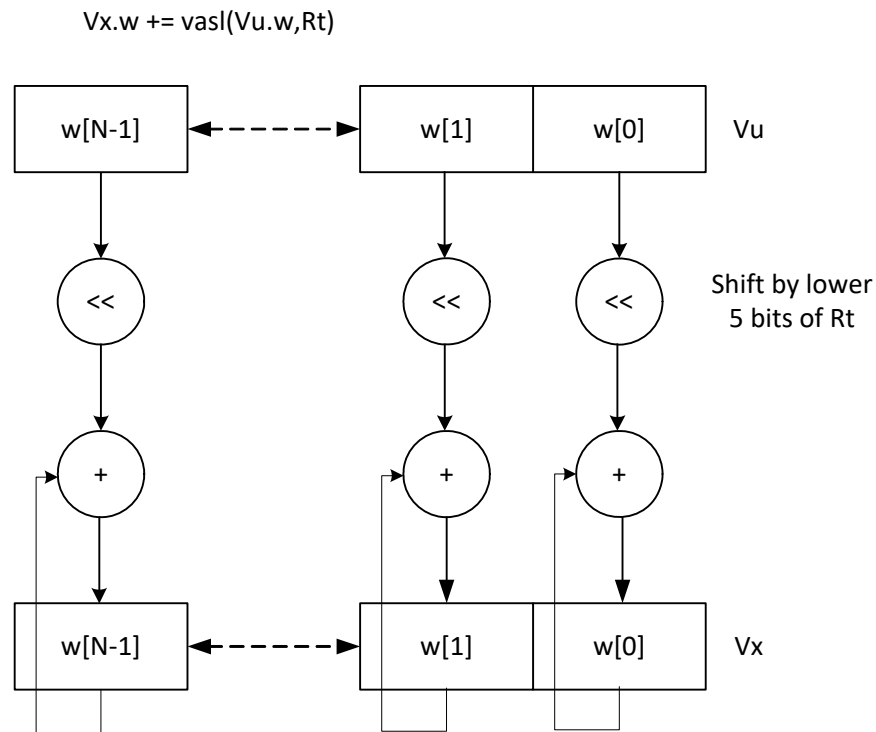 Vx.w += vasl(Vu.w,Rt)
w[N-1] w[1] w[0] Vu
<< << << Shift by lower
5 bits of Rt
+ + +
w[N-1] w[1] w[0] Vx